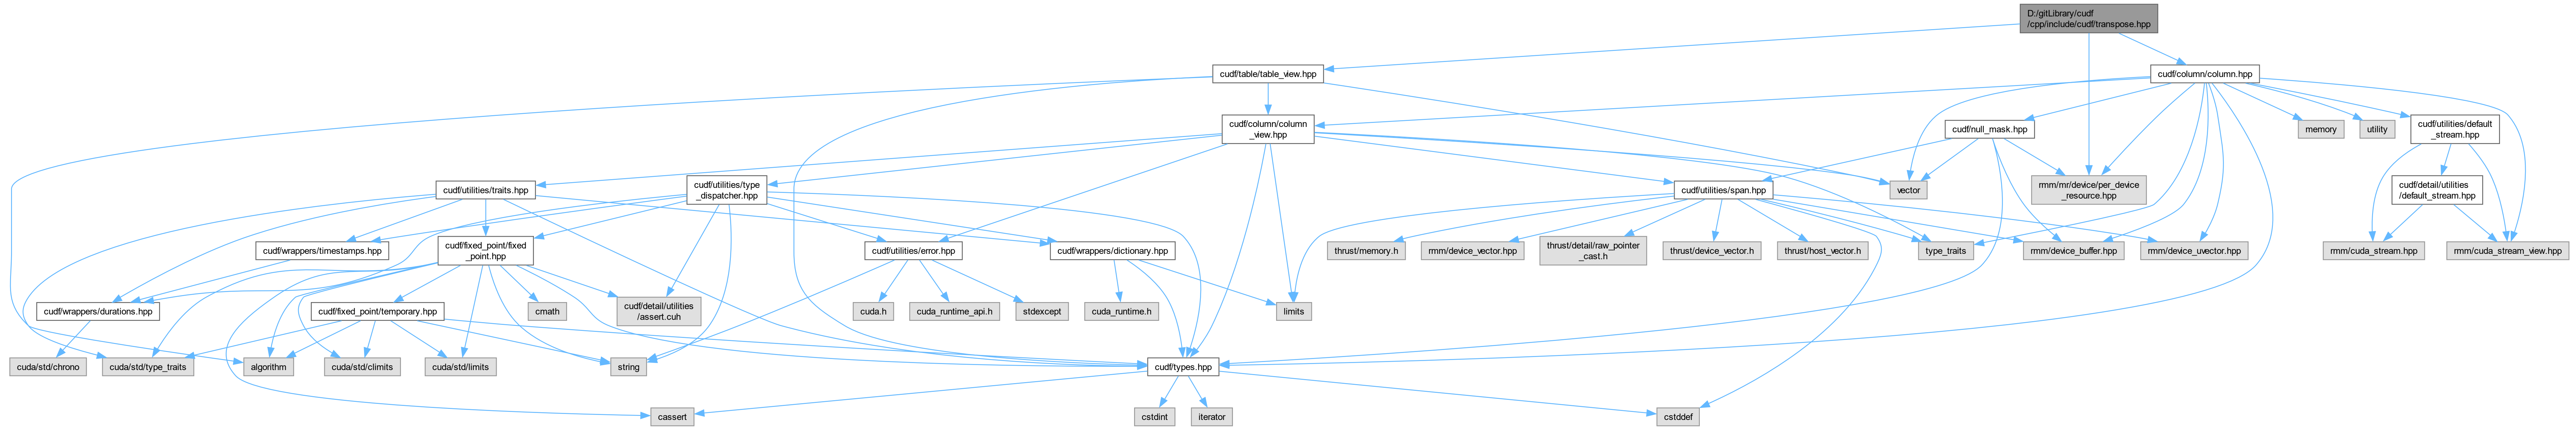 D:/gitLibrary/cudf
/cpp/include/cudf/transpose.hpp
cudf/table/table_view.hpp
cudf/column/column.hpp
cudf/column/column
_view.hpp
cudf/null_mask.hpp
memory
utility
cudf/utilities/default
_stream.hpp
cudf/utilities/traits.hpp
cudf/utilities/type
_dispatcher.hpp
cudf/utilities/span.hpp
vector
rmm/mr/device/per_device
_resource.hpp
cudf/detail/utilities
/default_stream.hpp
cudf/wrappers/timestamps.hpp
cudf/fixed_point/fixed
_point.hpp
cudf/utilities/error.hpp
cudf/wrappers/dictionary.hpp
thrust/memory.h
rmm/device_vector.hpp
thrust/detail/raw_pointer
_cast.h
thrust/device_vector.h
thrust/host_vector.h
type_traits
rmm/device_buffer.hpp
rmm/device_uvector.hpp
rmm/cuda_stream.hpp
rmm/cuda_stream_view.hpp
cudf/wrappers/durations.hpp
cudf/fixed_point/temporary.hpp
cmath
cudf/detail/utilities
/assert.cuh
cuda.h
cuda_runtime_api.h
stdexcept
cuda_runtime.h
limits
cuda/std/chrono
cuda/std/type_traits
algorithm
cuda/std/climits
cuda/std/limits
string
cudf/types.hpp
cassert
cstdint
iterator
cstddef